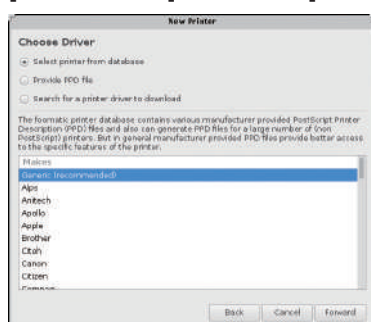 New Printer
Choose Driver
Select printer from database
Provide PPD file
Search for a printer driver to download
The foomatic printer database contains various manufacturer provided PostScript Printer
Description (PPD) files and also can generate PPD files for a large number of (non
PostScript) printers. But in general manufacturer provided PPD files provide better access
to the specific features of the printer.
Makes
Generic (recommended)
Alps
Anitech
Apollo
Apple
Brother
Citoh
Canon
Citizen
Back Cancel Forward